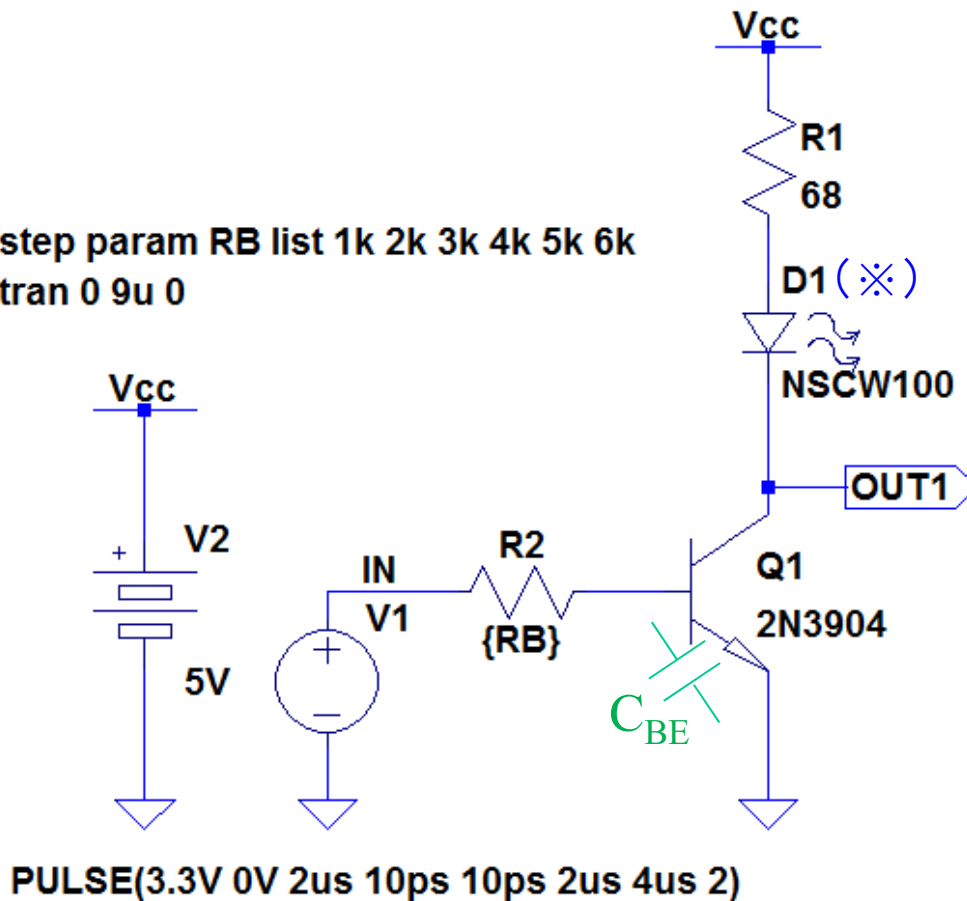 Vcc
R1
68
step param RB list 1k 2k 3k 4k 5k 6k
tran 0 9u 0
D1(※)
NSCW100
Vcc
OUT1
V2
+
5V
IN
V1
R2
{RB}
Q1
2N3904
CBE
PULSE(3.3V 0V 2us 10ps 10ps 2us 4us 2)